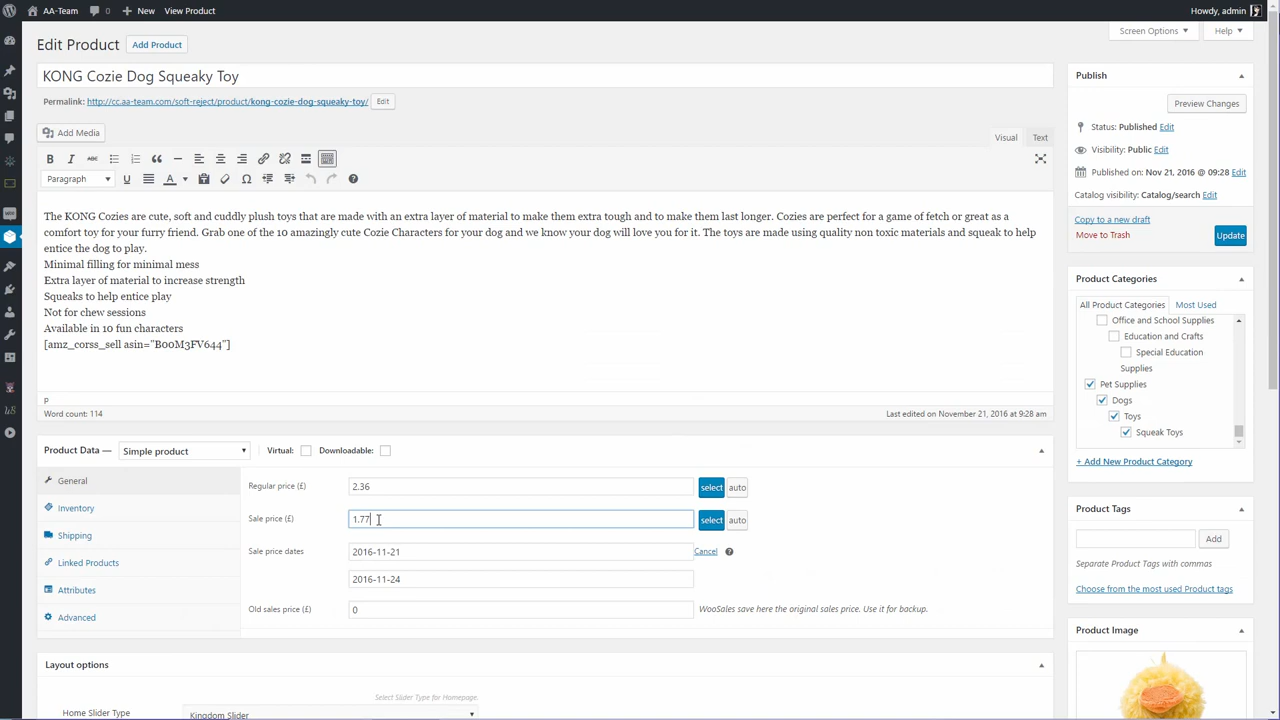 AA-Team 0 New View Product Howdy, admin
Edit Product Add Product Screen Options Help
KONG Cozie Dog Squeaky Toy
Permalink: http://cc.aa-team.com/soft-reject/product/kong-cozie-dog-squeaky-toy/ Edit
Add Media Visual Text
Paragraph
The KONG Cozies are cute, soft and cuddly plush toys that are made with an extra layer of material to make them extra tough and to make them last longer. Cozies are perfect for a game of fetch or great as a
comfort toy for your furry friend. Grab one of the 10 amazingly cute Cozie Characters for your dog and we know your dog will love you for it. The toys are made using quality non toxic materials and squeak to help
entice the dog to play.
Minimal filling for minimal mess
Extra layer of material to increase strength
Squeaks to help entice play
Not for chew sessions
Available in 10 fun characters
[amz_corss_sell asin="B00M3FV644"]
p
Word count: 114 Last edited on November 21, 2016 at 9:28 am
Product Data — Simple product Virtual: Downloadable:
General
Inventory
Shipping
Linked Products
Attributes
Advanced
Regular price (£) 2.36 select auto
Sale price (£) 1.77 select auto
Sale price dates 2016-11-21 Cancel
2016-11-24
Old sales price (£) 0 WooSales save here the original sales price. Use it for backup.
Layout options
Select Slider Type for Homepage.
Home Slider Type Kingdom Slider
Publish
Preview Changes
Status: Published Edit
Visibility: Public Edit
Published on: Nov 21, 2016 @ 09:28 Edit
Catalog visibility: Catalog/search Edit
Copy to a new draft
Move to Trash Update
Product Categories
All Product Categories Most Used
Office and School Supplies
Education and Crafts
Special Education
Supplies
Pet Supplies
Dogs
Toys
Squeak Toys
+ Add New Product Category
Product Tags
Add
Separate Product Tags with commas
Choose from the most used Product tags
Product Image